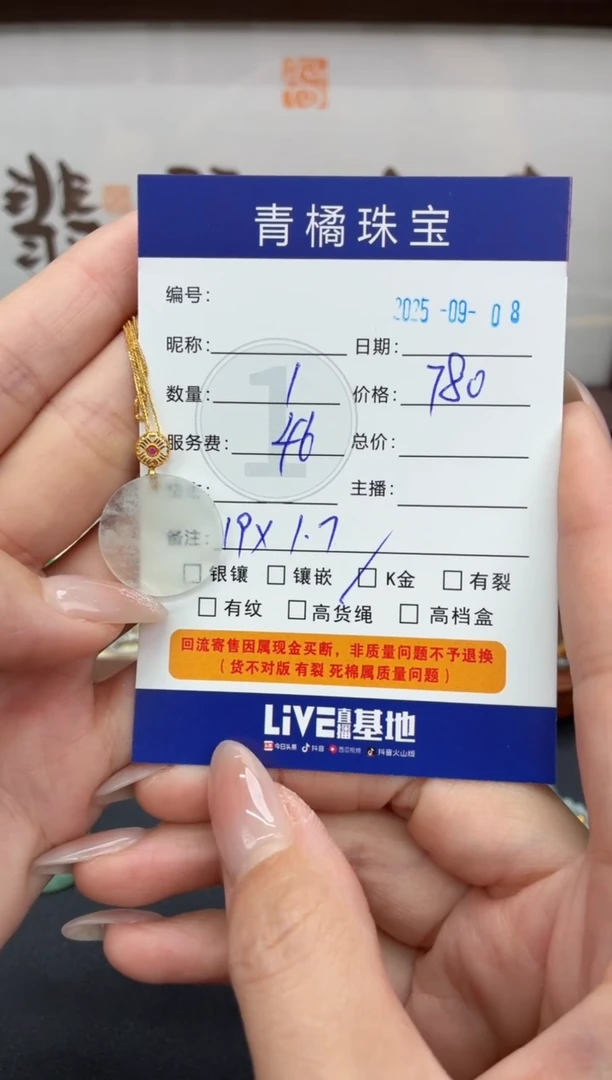 翡
青橘珠宝
编号:
2025-09-08
昵称: 日期:
数量: 1 价格: 780
服务费: 46 总价:
主播:
备注: 19X1.7
银镶 镶嵌 K金 有裂
有纹 高货绳 高档盒
回流寄售因属现金买断，非质量问题不予退换
（货不对版 有裂 死棉属质量问题）
LiVE直播基地
今日头条 抖音 西瓜视频 抖音火山版